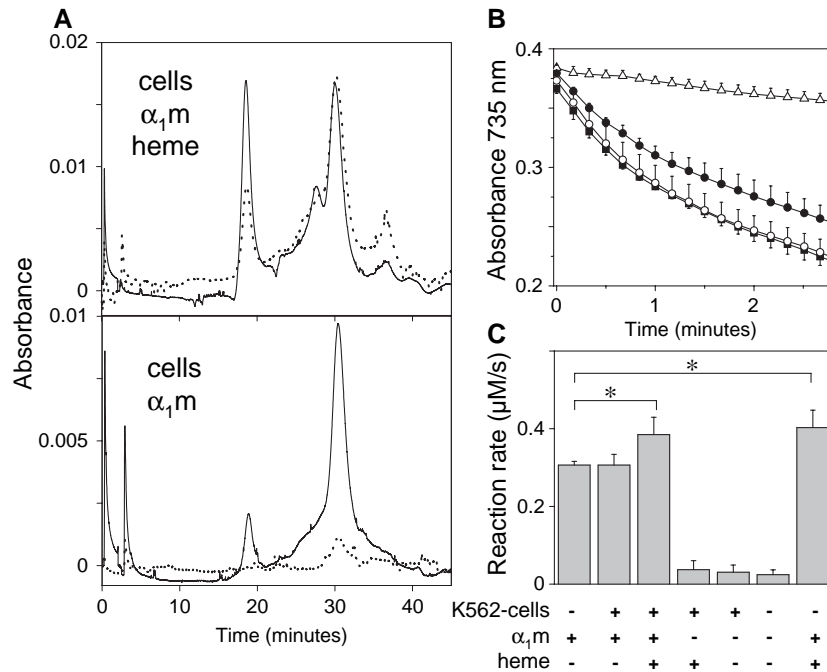 A
0.02
cells
α₁m
heme
0.01
0
0.01
cells
α₁m
0.005
0
0 10 20 30 40
Time (minutes)
Absorbance
B
0.4
0.3
0.2
0 1 2
Time (minutes)
Absorbance 735 nm
C
* *
0.4
0.2
0
Reaction rate (μM/s)
K562-cells - + + + + - -
α₁m + + + - - - +
heme - - + + - - +